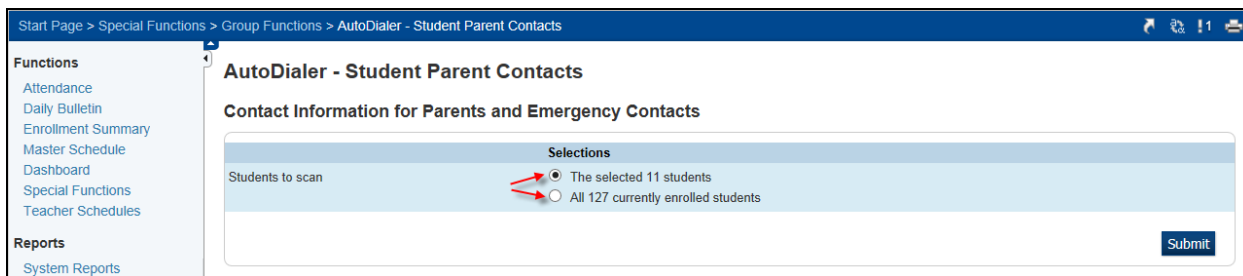 Start Page > Special Functions > Group Functions > AutoDialer - Student Parent Contacts
!1
Functions
Attendance
Daily Bulletin
Enrollment Summary
Master Schedule
Dashboard
Special Functions
Teacher Schedules
Reports
System Reports
AutoDialer - Student Parent Contacts
Contact Information for Parents and Emergency Contacts
Selections
Students to scan
The selected 11 students
All 127 currently enrolled students
Submit